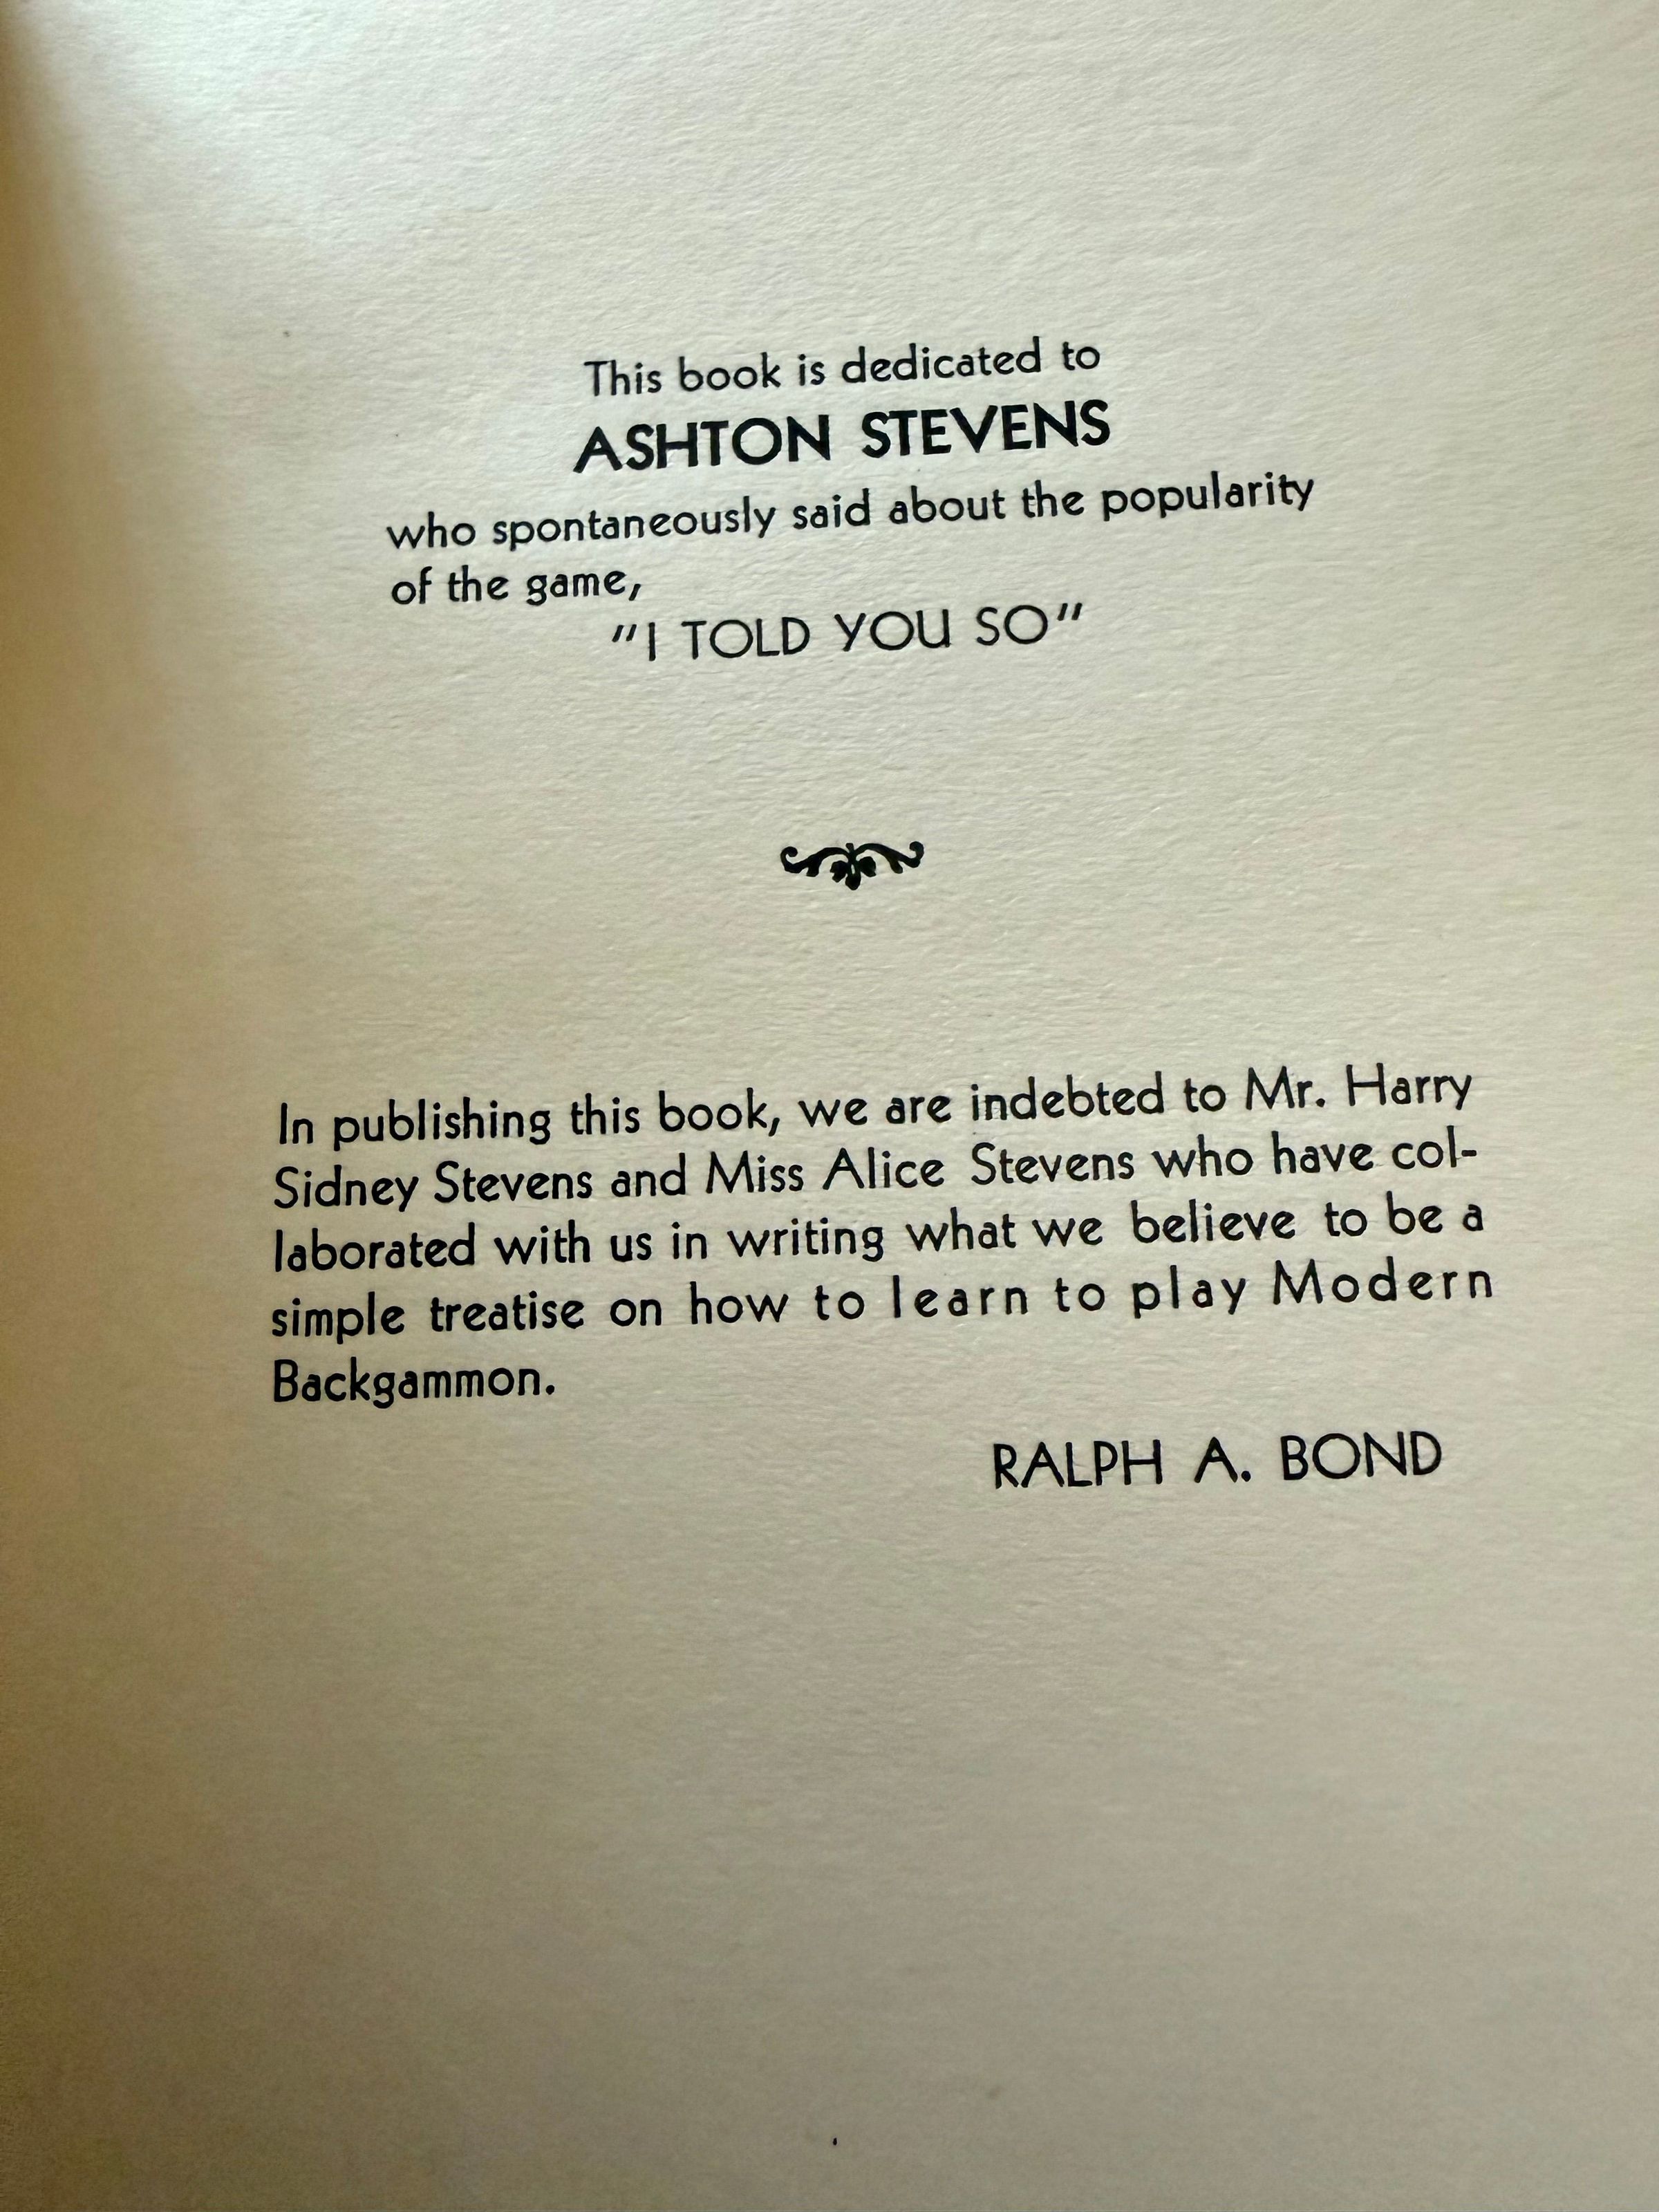 This book is dedicated to
ASHTON STEVENS
who spontaneously said about the popularity
of the game,
"I TOLD YOU SO"
In publishing this book, we are indebted to Mr. Harry
Sidney Stevens and Miss Alice Stevens who have col-
laborated with us in writing what we believe to be a
simple treatise on how to learn to play Modern
Backgammon.
RALPH A. BOND